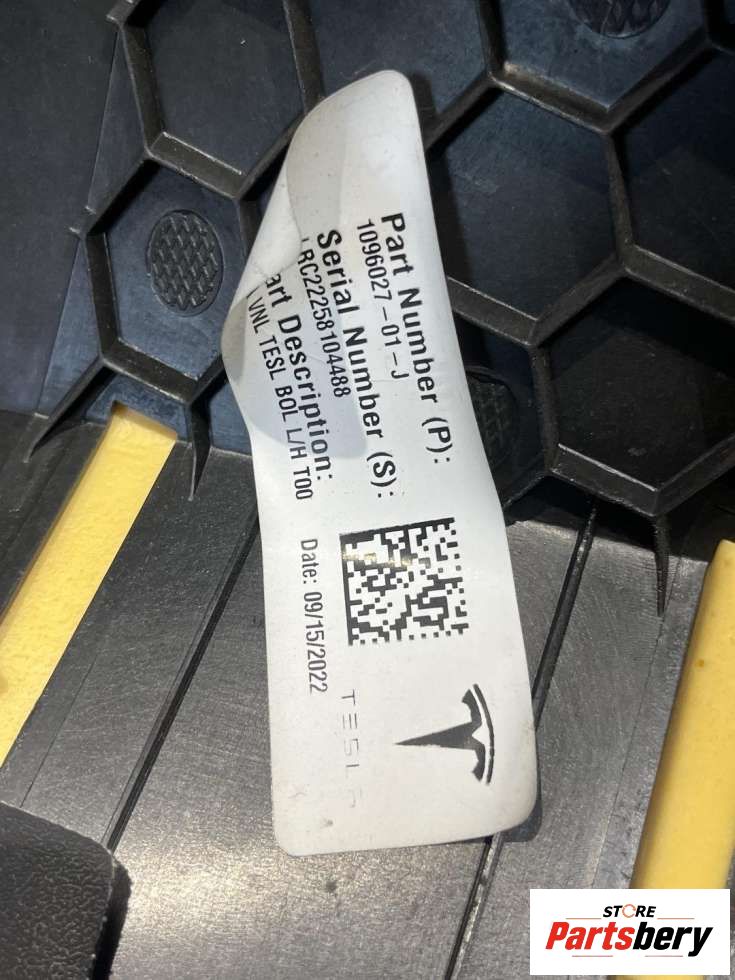 Part Number (P):
1096027-01-J
Serial Number (S):
RC22258104488
art Description:
VNL TESL BOL L/H T00
Date: 09/15/2022
TESLA
STORE
Partsbery